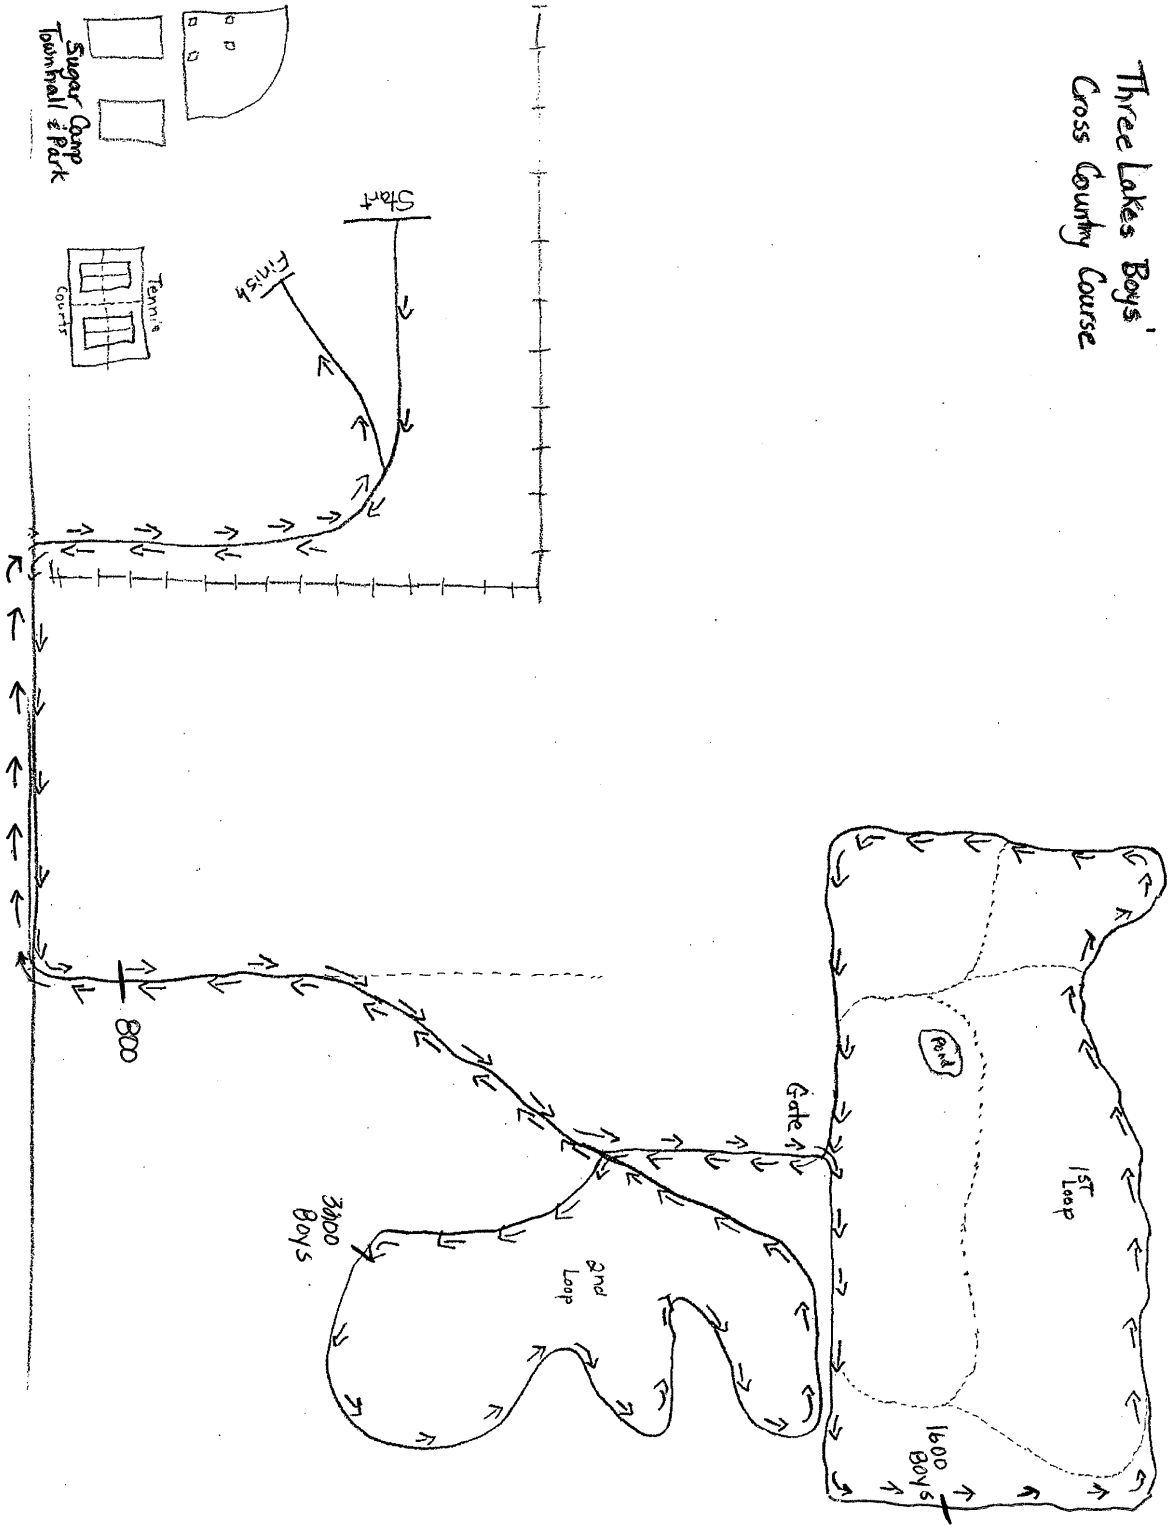 Three Lakes Boys'
Cross Country Course
Sugar Camp
Townhall & Park
Start
Finish
Tennis
Courts
800
Gate
Pond
1ST
Loop
2nd
Loop
1600
Boys
Boys